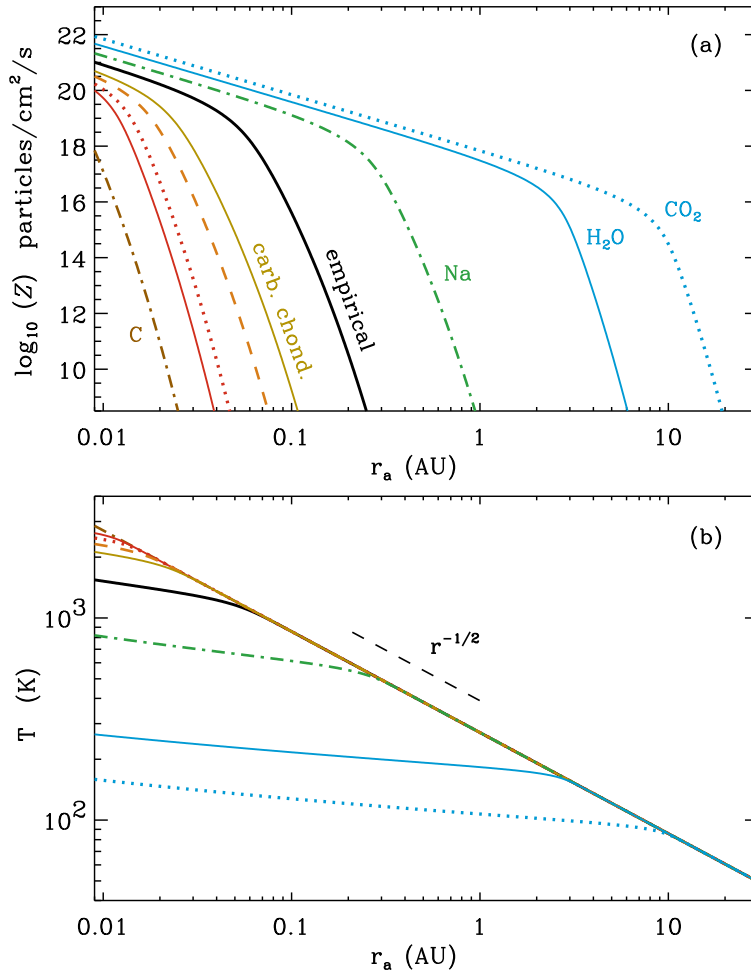 (a)
log₁₀ (Z) particles/cm²/s
22
20
18
16
14
12
10
C
carb. chond.
empirical
Na
H₂O
CO₂
0.01
0.1
1
10
rₐ (AU)
(b)
T (K)
10³
10²
r⁻¹/²
0.01
0.1
1
10
rₐ (AU)